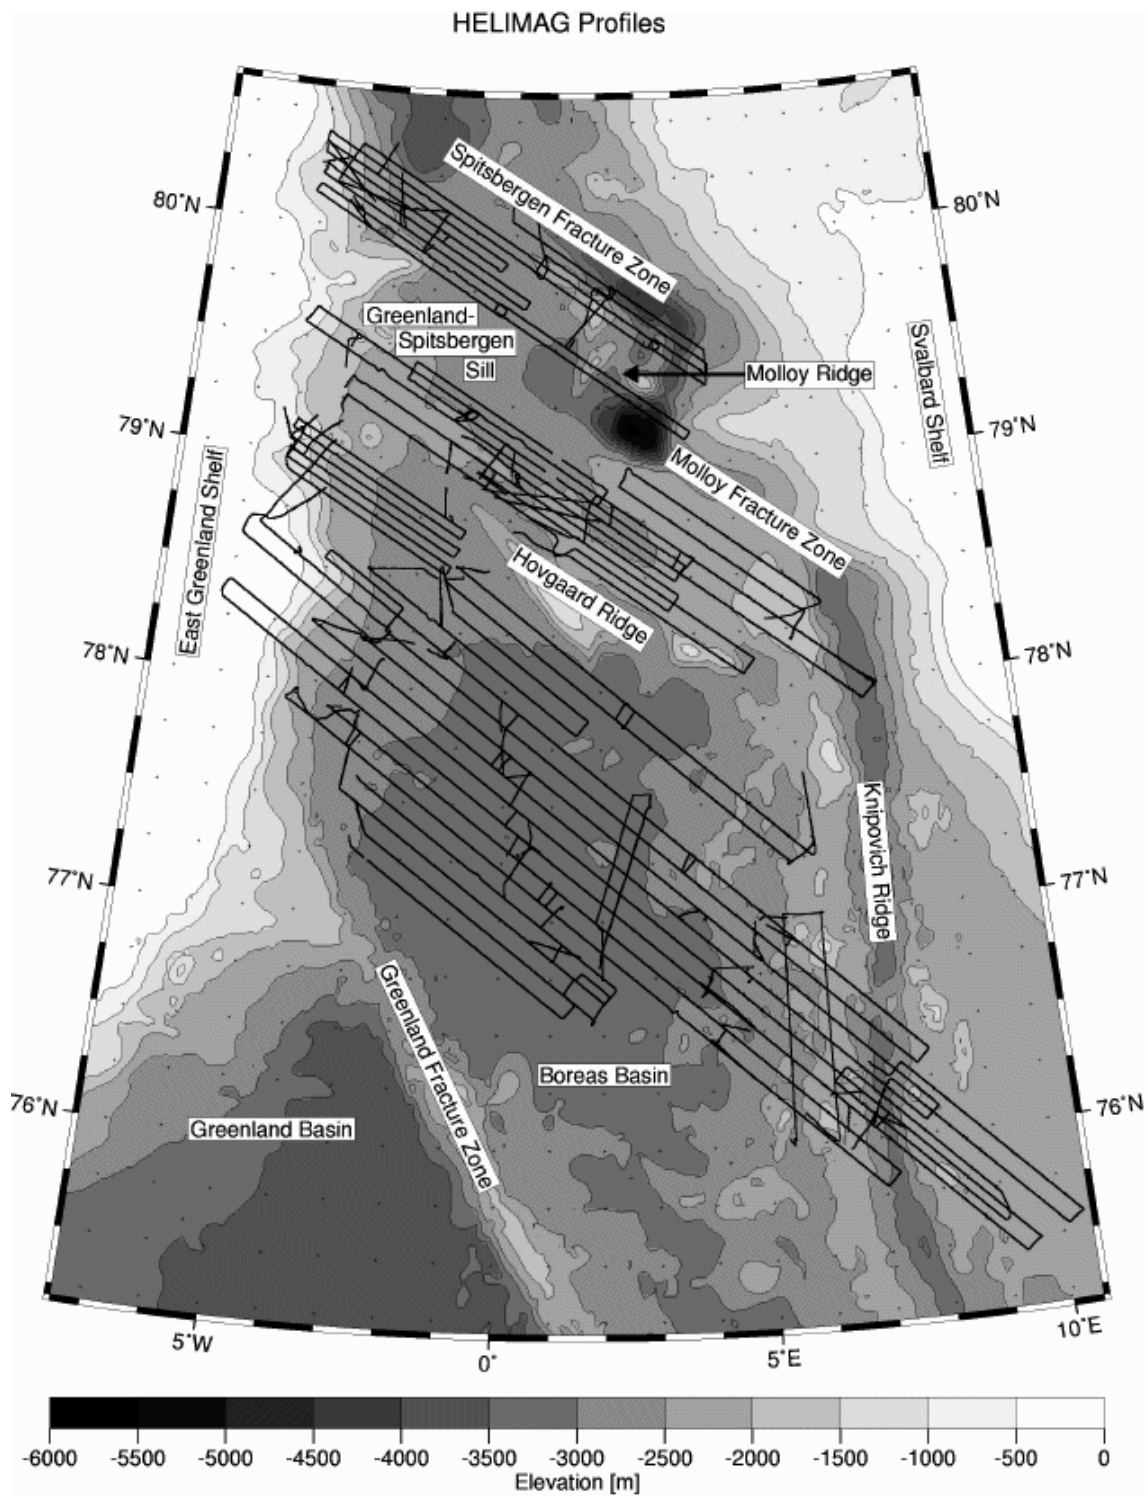 HELIMAG Profiles
Spitsbergen Fracture Zone
80°N
80°N
Greenland-
Spitsbergen
Sill
Molloy Ridge
Svalbard Shelf
79°N
79°N
East Greenland Shelf
Molloy Fracture Zone
Hovgaard Ridge
78°N
78°N
Knipovich Ridge
77°N
77°N
Greenland Fracture Zone
Boreas Basin
76°N
76°N
Greenland Basin
5°W
0°
5°E
10°E
-6000 -5500 -5000 -4500 -4000 -3500 -3000 -2500 -2000 -1500 -1000 -500 0
Elevation [m]